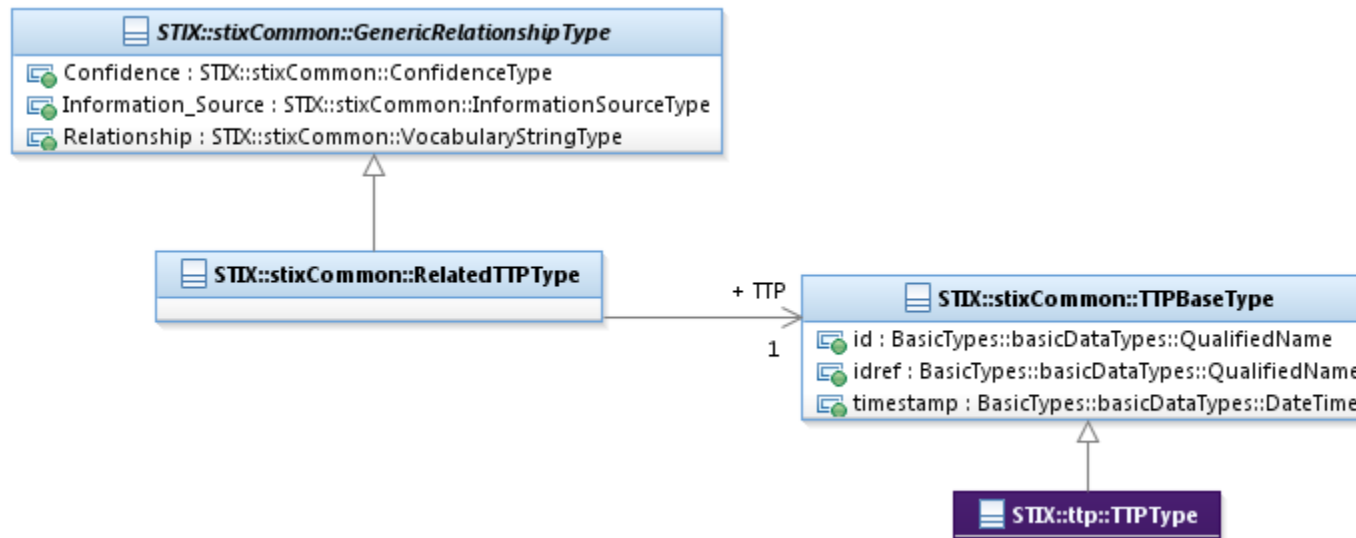 STIX::stixCommon::GenericRelationshipType
Confidence : STIX::stixCommon::ConfidenceType
Information_Source : STIX::stixCommon::InformationSourceType
Relationship : STIX::stixCommon::VocabularyStringType
STIX::stixCommon::RelatedTTPType
+ TTP
1
STIX::stixCommon::TTPBaseType
id : BasicTypes::basicDataTypes::QualifiedName
idref : BasicTypes::basicDataTypes::QualifiedName
timestamp : BasicTypes::basicDataTypes::DateTime
STIX::ttp::TTPType